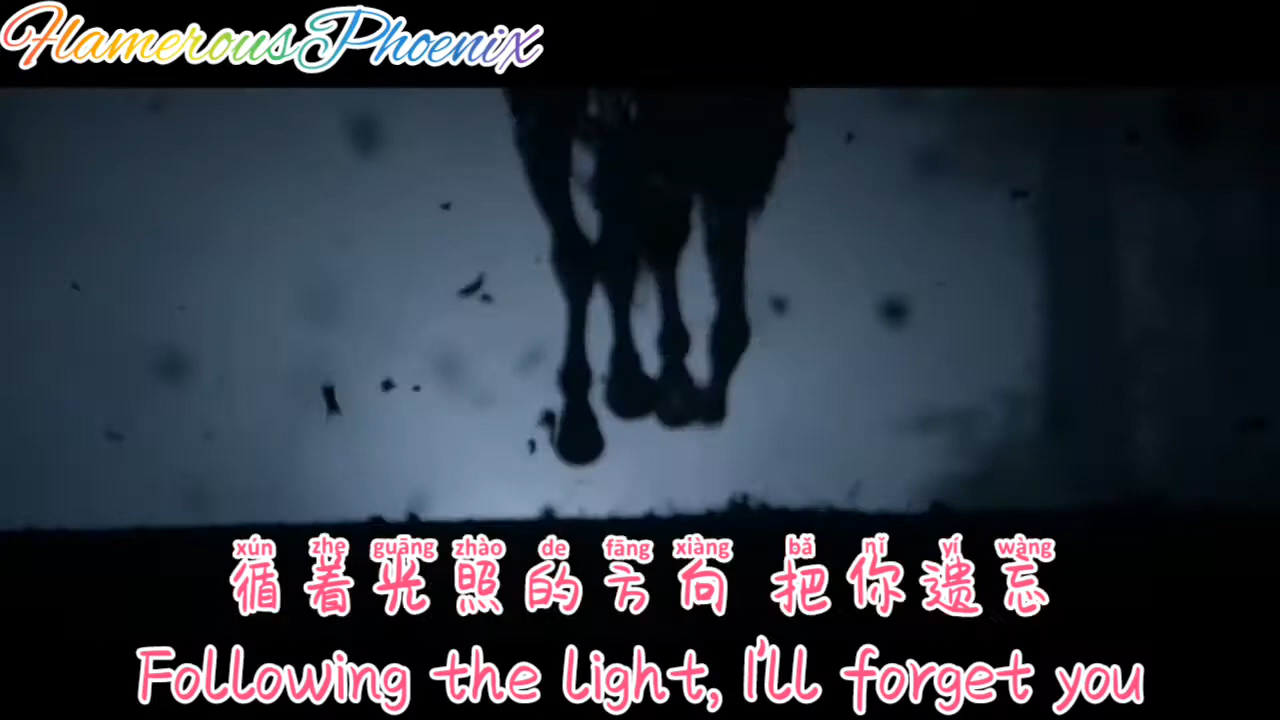 FlamerousPhoenix
xún zhe guāng zhào de fāng xiàng bǎ nǐ yí wàng
循着光照的方向 把你遗忘
Following the light, I'll forget you